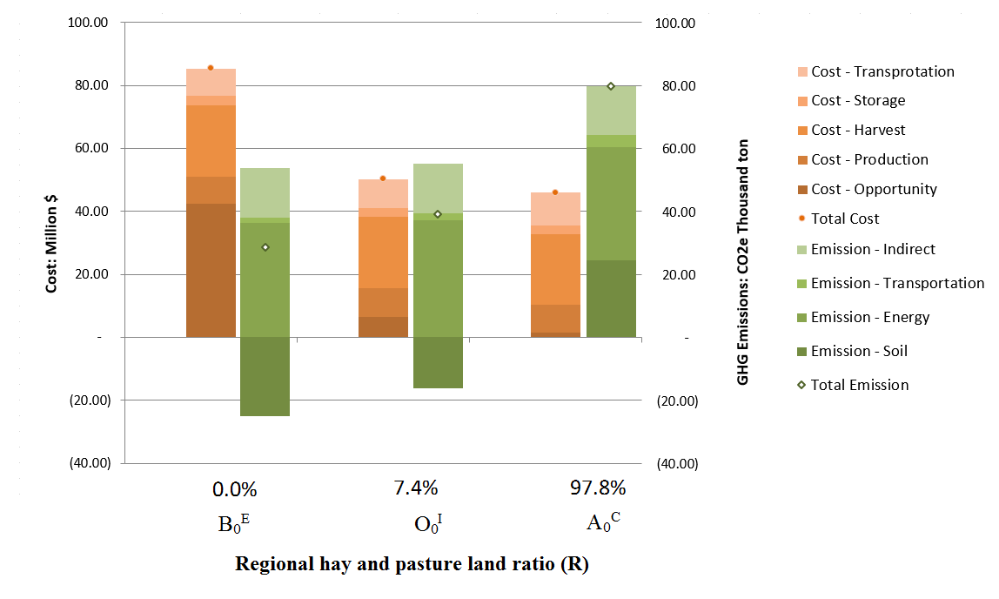 100.00
80.00
60.00
40.00
20.00
-
(20.00)
(40.00)
Cost: Million $
100.00
80.00
60.00
40.00
20.00
-
(20.00)
(40.00)
GHG Emissions: CO2e Thousand ton
Cost - Transprotation
Cost - Storage
Cost - Harvest
Cost - Production
Cost - Opportunity
Total Cost
Emission - Indirect
Emission - Transportation
Emission - Energy
Emission - Soil
Total Emission
0.0% 7.4% 97.8%
B₀ᴱ O₀ᴵ A₀ᶜ
Regional hay and pasture land ratio (R)